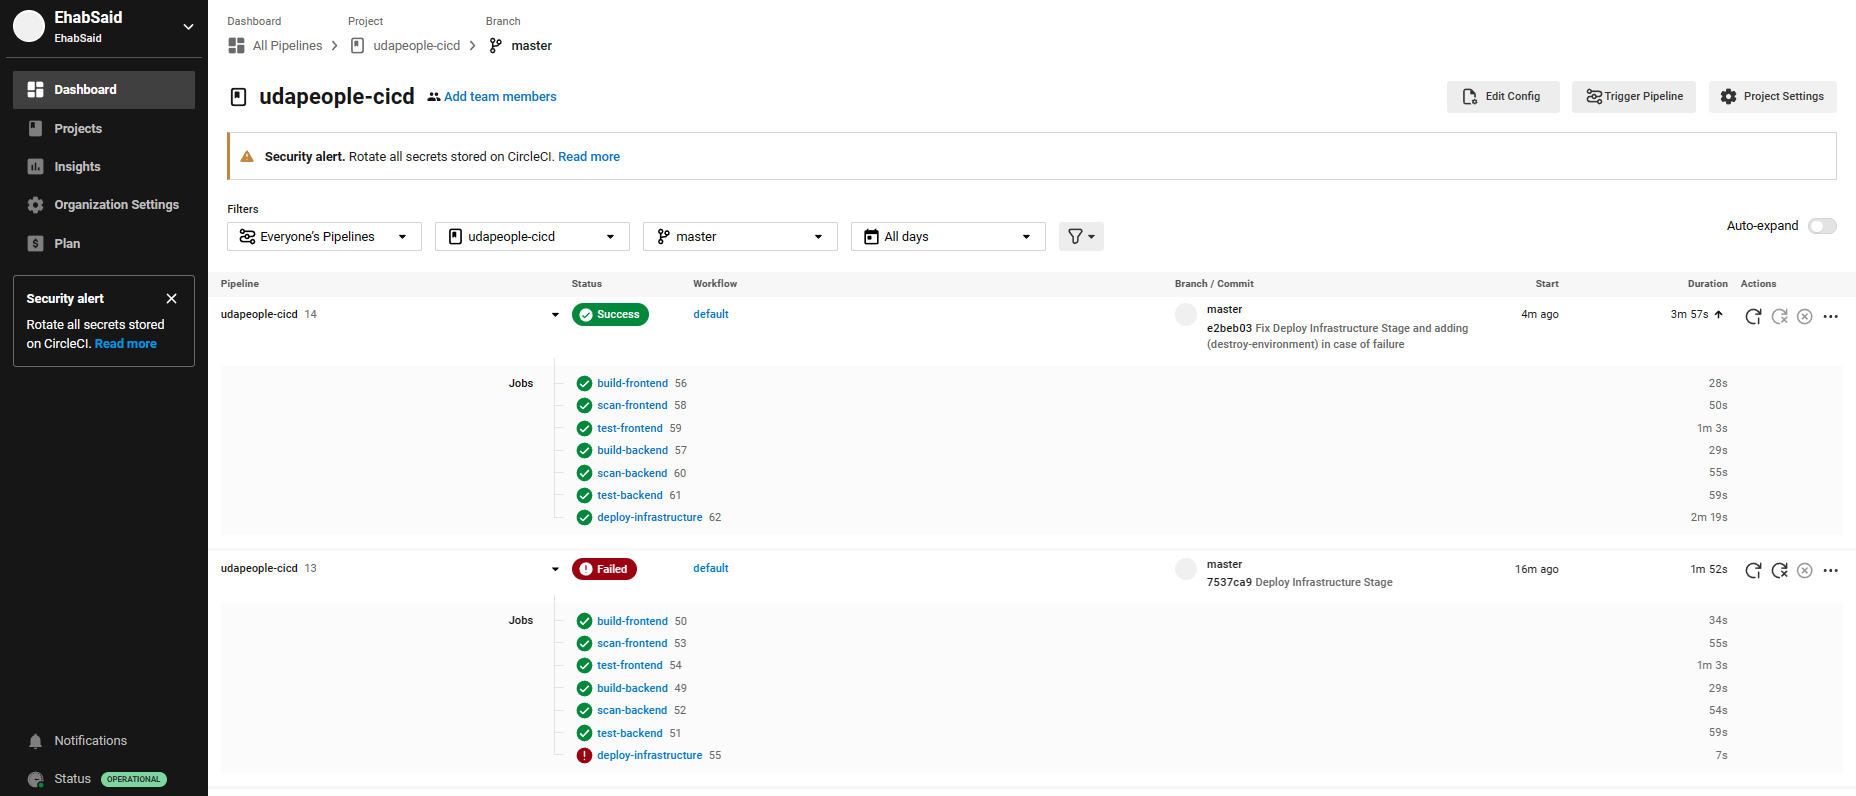 EhabSaid
EhabSaid
Dashboard
Projects
Insights
Organization Settings
Plan
Security alert
Rotate all secrets stored
on CircleCI. Read more
Notifications
Status OPERATIONAL
Dashboard Project Branch
All Pipelines udapeople-cicd master
udapeople-cicd Add team members
Edit Config Trigger Pipeline Project Settings
Security alert. Rotate all secrets stored on CircleCI. Read more
Filters
Everyone's Pipelines udapeople-cicd master All days
Auto-expand
Pipeline Status Workflow Branch / Commit Start Duration Actions
udapeople-cicd 14 Success default master 4m ago 3m 57s
e2beb03 Fix Deploy Infrastructure Stage and adding
(destroy-environment) in case of failure
Jobs build-frontend 56 28s
scan-frontend 58 50s
test-frontend 59 1m 3s
build-backend 57 29s
scan-backend 60 55s
test-backend 61 59s
deploy-infrastructure 62 2m 19s
udapeople-cicd 13 Failed default master 16m ago 1m 52s
7537ca9 Deploy Infrastructure Stage
Jobs build-frontend 50 34s
scan-frontend 53 55s
test-frontend 54 1m 3s
build-backend 49 29s
scan-backend 52 54s
test-backend 51 59s
deploy-infrastructure 55 7s